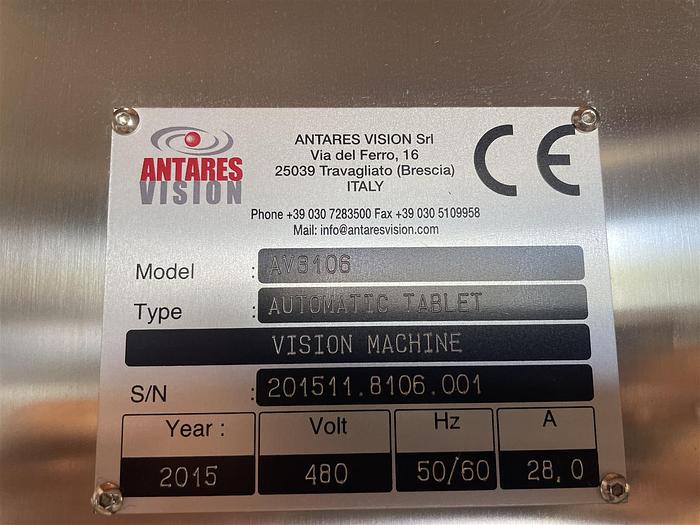 ANTARES VISION
ANTARES VISION Srl
Via del Ferro, 16
25039 Travagliato (Brescia)
ITALY
CE
Phone +39 030 7283500 Fax +39 030 5109958
Mail: info@antaresvision.com
Model : AV8106
Type : AUTOMATIC TABLET
VISION MACHINE
S/N : 201511.8106.001
Year : Volt Hz A
2015 480 50/60 28.0